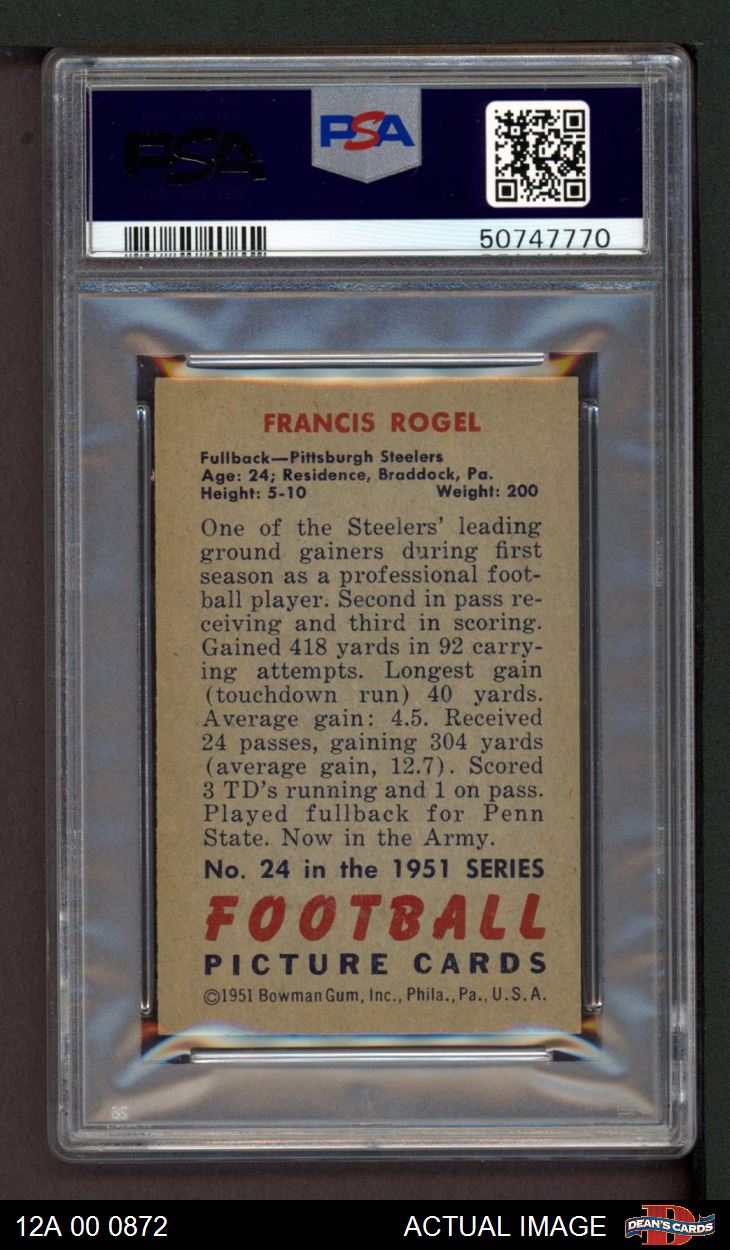 PSA
PSA
50747770
FRANCIS ROGEL
Fullback—Pittsburgh Steelers
Age: 24; Residence, Braddock, Pa.
Height: 5-10 Weight: 200
One of the Steelers' leading
ground gainers during first
season as a professional foot-
ball player. Second in pass re-
ceiving and third in scoring.
Gained 418 yards in 92 carry-
ing attempts. Longest gain
(touchdown run) 40 yards.
Average gain: 4.5. Received
24 passes, gaining 304 yards
(average gain, 12.7). Scored
3 TD's running and 1 on pass.
Played fullback for Penn
State. Now in the Army.
No. 24 in the 1951 SERIES
FOOTBALL
PICTURE CARDS
©1951 Bowman Gum, Inc., Phila., Pa., U.S.A.
12A 00 0872 ACTUAL IMAGE DEAN'S CARDS